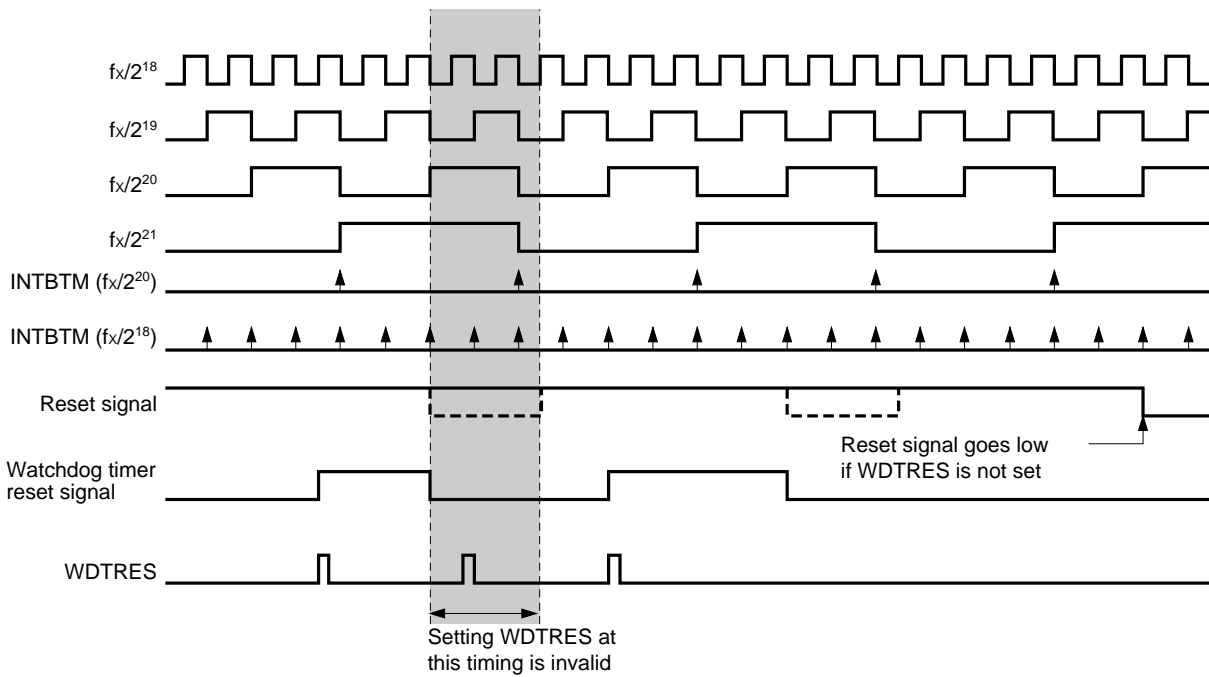 fx/2¹⁸
fx/2¹⁹
fx/2²⁰
fx/2²¹
INTBTM (fx/2²⁰)
INTBTM (fx/2¹⁸)
Reset signal
Reset signal goes low
if WDTRES is not set
Watchdog timer
reset signal
WDTRES
Setting WDTRES at
this timing is invalid